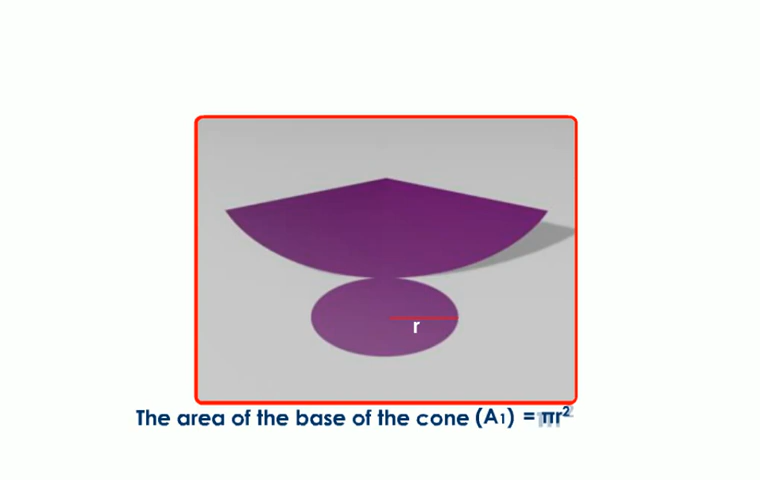 r
The area of the base of the cone (A₁) = πr²